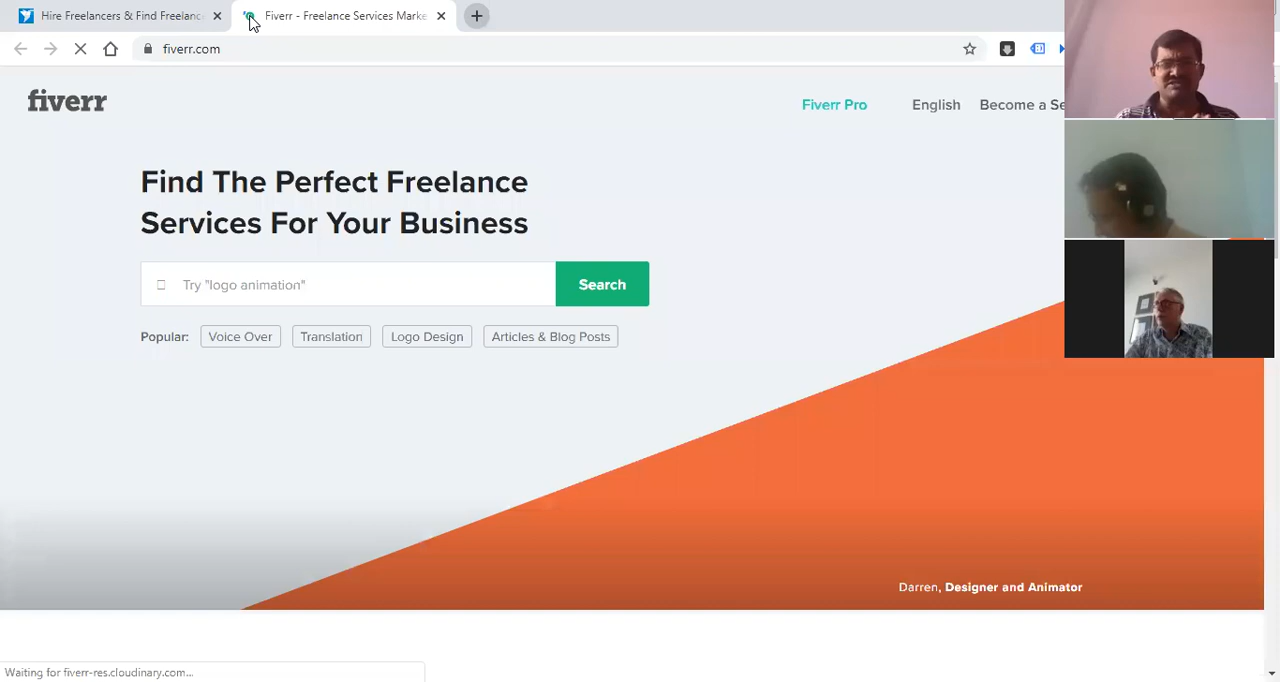 Hire Freelancers & Find Freelanc
Fiverr - Freelance Services Marke
fiverr.com
fiverr
Fiverr Pro
English
Become a Se
Find The Perfect Freelance
Services For Your Business
Try "logo animation"
Search
Popular:
Voice Over
Translation
Logo Design
Articles & Blog Posts
Darren, Designer and Animator
Waiting for fiverr-res.cloudinary.com...